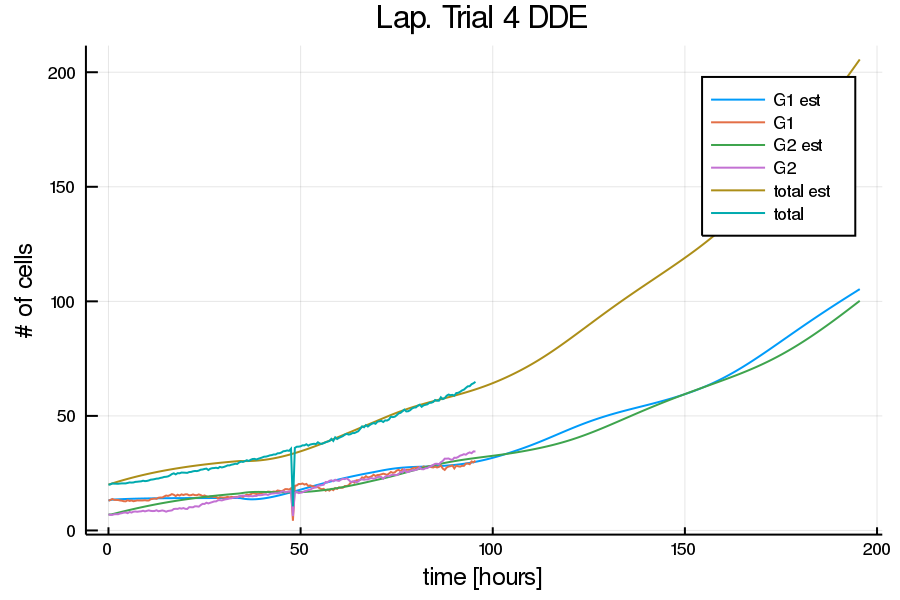 Lap. Trial 4 DDE
# of cells
200
150
100
50
0
G1 est
G1
G2 est
G2
total est
total
0
50
100
150
200
time [hours]